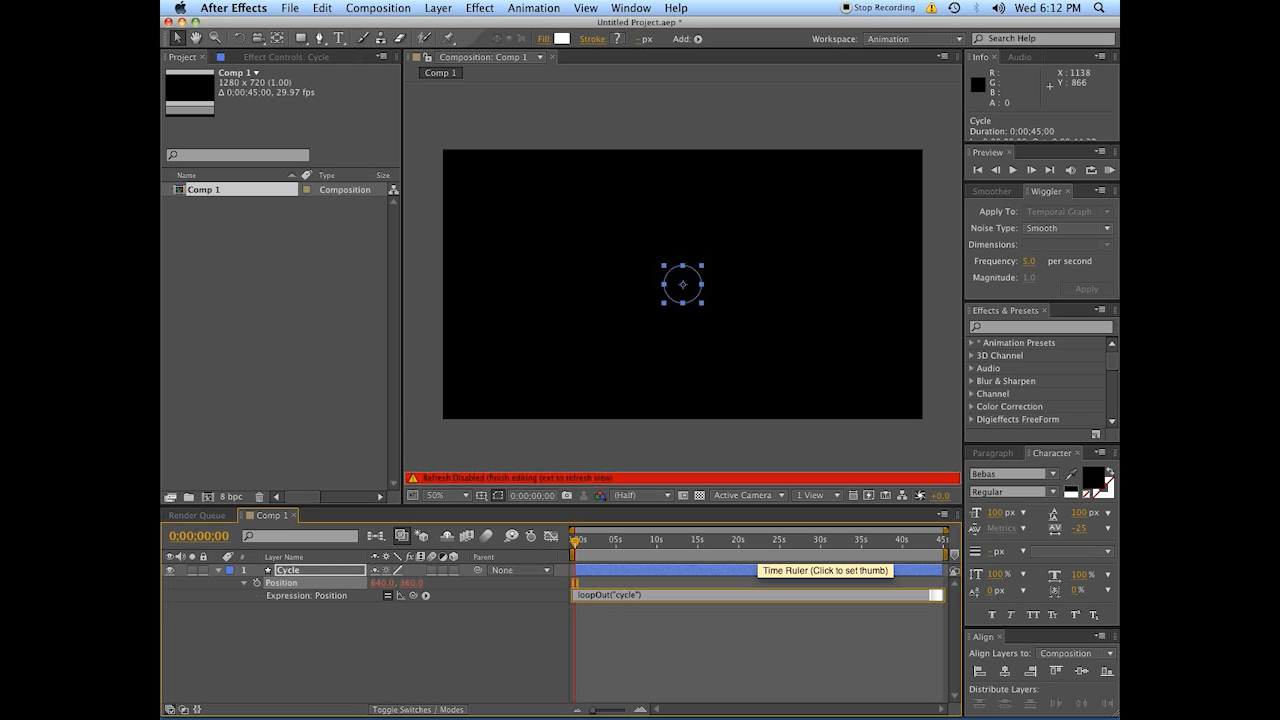 After Effects File Edit Composition Layer Effect Animation View Window Help Stop Recording Wed 6:12 PM
Untitled Project.aep *
Fill: Stroke: ? - px Add: Workspace: Animation Search Help
Project × Effect Controls: Cycle Composition: Comp 1 × Info × Audio
Comp 1
1280 x 720 (1.00)
Δ 0;00;45;00, 29.97 fps
Comp 1
R : X : 1138
G : Y : 866
B :
A : 0
Cycle
Duration: 0;00;45;00
Preview ×
Name Type Size
Comp 1 Composition
Smoother Wiggler ×
Apply To: Temporal Graph
Noise Type: Smooth
Dimensions:
Frequency: 5.0 per second
Magnitude: 1.0
Apply
Effects & Presets ×
* Animation Presets
3D Channel
Audio
Blur & Sharpen
Channel
Color Correction
Digieffects FreeForm
Paragraph Character ×
Bebas
Regular
100 px 100 px
Metrics -25
- px
100 % 100 %
0 px 0 %
T T TT Tt T¹ T₁
Align ×
Align Layers to: Composition
Distribute Layers:
Refresh Disabled (finish editing text to refresh view)
8 bpc 50% 0;00;00;00 (Half) Active Camera 1 View +0.0
Render Queue Comp 1 ×
0;00;00;00 :00s 05s 10s 15s 20s 25s 30s 35s 40s 45s
# Layer Name Parent
1 Cycle None
Time Ruler (Click to set thumb)
Position 640.0, 360.0
Expression: Position loopOut("cycle")
Toggle Switches / Modes